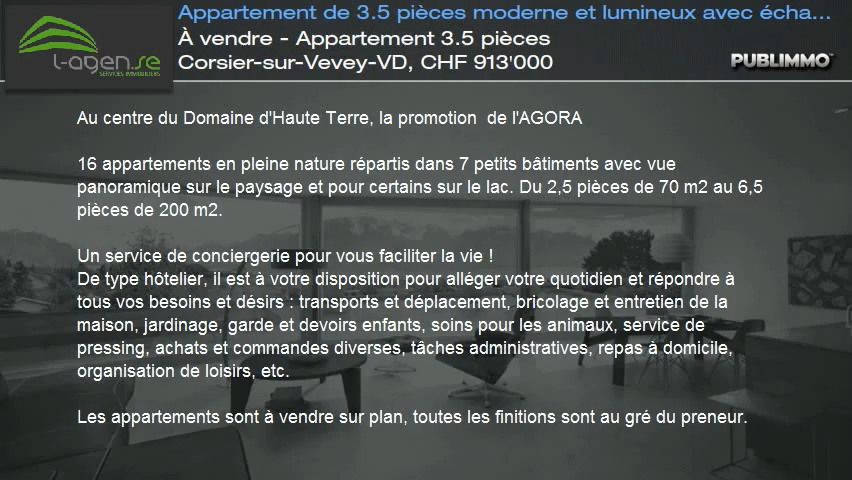 Appartement de 3.5 pièces moderne et lumineux avec écha...
À vendre - Appartement 3.5 pièces
Corsier-sur-Vevey-VD, CHF 913'000
L-agen.se
SERVICES IMMOBILIERS
PUBLIMMO
Au centre du Domaine d'Haute Terre, la promotion  de l'AGORA
16 appartements en pleine nature répartis dans 7 petits bâtiments avec vue
panoramique sur le paysage et pour certains sur le lac. Du 2,5 pièces de 70 m2 au 6,5
pièces de 200 m2.
Un service de conciergerie pour vous faciliter la vie !
De type hôtelier, il est à votre disposition pour alléger votre quotidien et répondre à
tous vos besoins et désirs : transports et déplacement, bricolage et entretien de la
maison, jardinage, garde et devoirs enfants, soins pour les animaux, service de
pressing, achats et commandes diverses, tâches administratives, repas à domicile,
organisation de loisirs, etc.
Les appartements sont à vendre sur plan, toutes les finitions sont au gré du preneur.